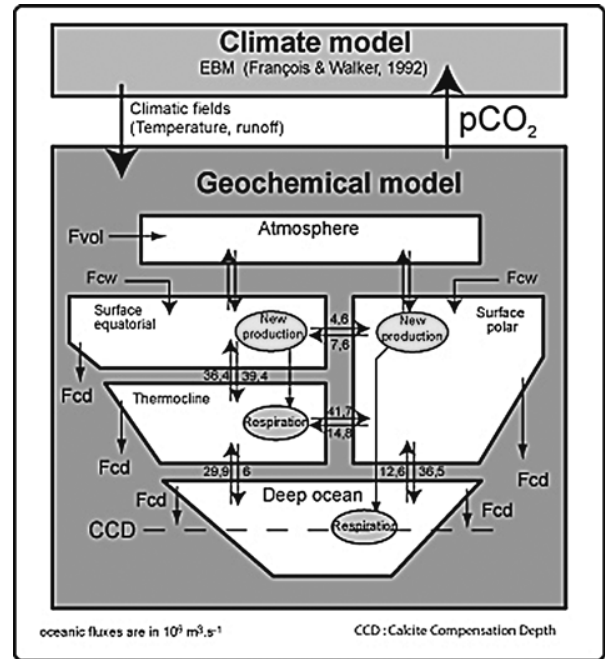 Climate model
EBM (François & Walker, 1992)
Climatic fields
(Temperature, runoff)
pCO₂
Geochemical model
Atmosphere
Fvol
Fcw
Fcw
Surface
equatorial
New
production
4,6
7,6
New
production
Surface
polar
36,4
39,4
Fcd
Thermocline
Respiration
41,7
14,8
Fcd
Fcd
29,9
6
12,6
36,5
Fcd
Deep ocean
Fcd
CCD
Respiration
oceanic fluxes are in 10⁶ m³.s⁻¹
CCD : Calcite Compensation Depth